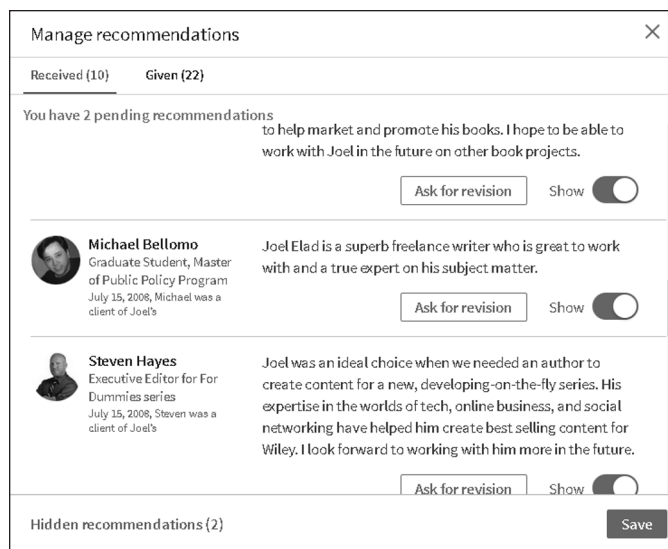 Manage recommendations
Received (10)
Given (22)
You have 2 pending recommendations
to help market and promote his books. I hope to be able to
work with Joel in the future on other book projects.
Ask for revision
Show
Michael Bellomo
Graduate Student, Master
of Public Policy Program
July 15, 2008, Michael was a
client of Joel's
Joel Elad is a superb freelance writer who is great to work
with and a true expert on his subject matter.
Ask for revision
Show
Steven Hayes
Executive Editor for For
Dummies series
July 15, 2008, Steven was a
client of Joel's
Joel was an ideal choice when we needed an author to
create content for a new, developing-on-the-fly series. His
expertise in the worlds of tech, online business, and social
networking have helped him create best selling content for
Wiley. I look forward to working with him more in the future.
Ask for revision
Show
Hidden recommendations (2)
Save